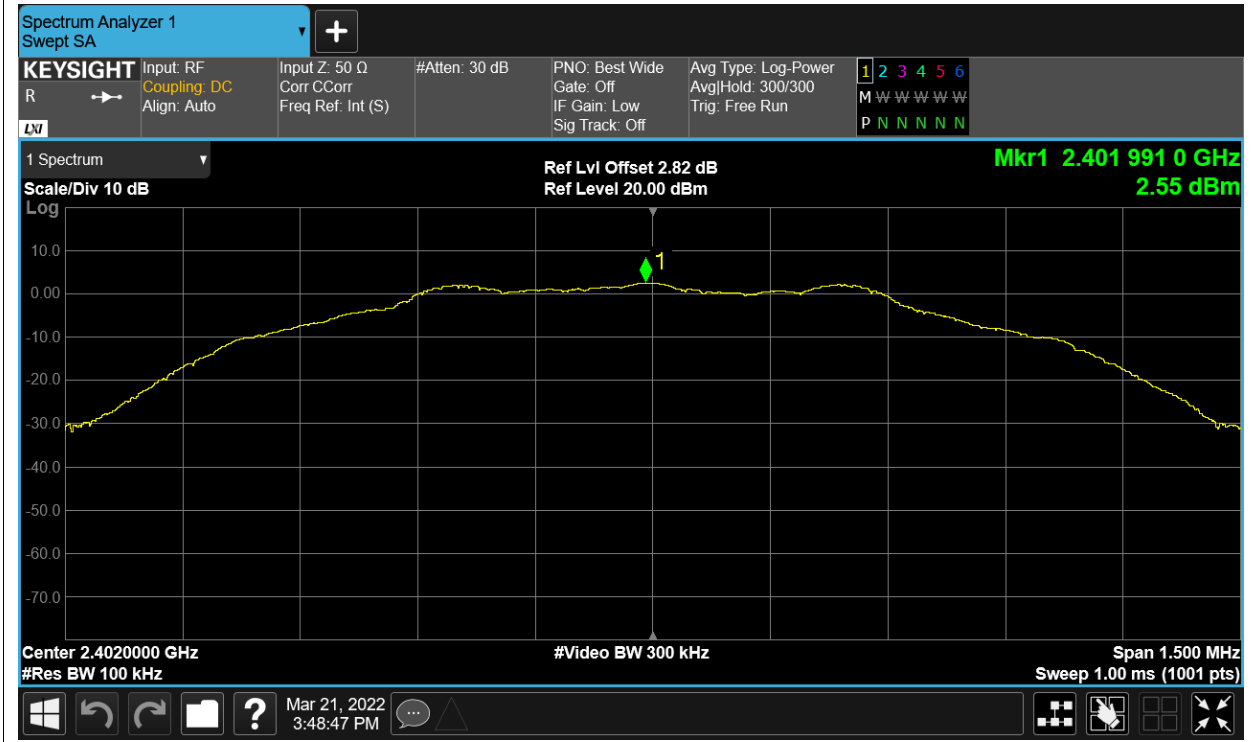 Spectrum Analyzer 1
Swept SA
KEYSIGHT
R
LXI
Input: RF
Coupling: DC
Align: Auto
Input Z: 50 Ω
Corr CCorr
Freq Ref: Int (S)
#Atten: 30 dB
PNO: Best Wide
Gate: Off
IF Gain: Low
Sig Track: Off
Avg Type: Log-Power
Avg|Hold: 300/300
Trig: Free Run
1 2 3 4 5 6
M W W W W W
P N N N N N
1 Spectrum
Scale/Div 10 dB
Log
Ref Lvl Offset 2.82 dB
Ref Level 20.00 dBm
Mkr1 2.401 991 0 GHz
2.55 dBm
1
10.0
0.00
-10.0
-20.0
-30.0
-40.0
-50.0
-60.0
-70.0
Center 2.4020000 GHz
#Video BW 300 kHz
Span 1.500 MHz
#Res BW 100 kHz
Sweep 1.00 ms (1001 pts)
?
Mar 21, 2022
3:48:47 PM